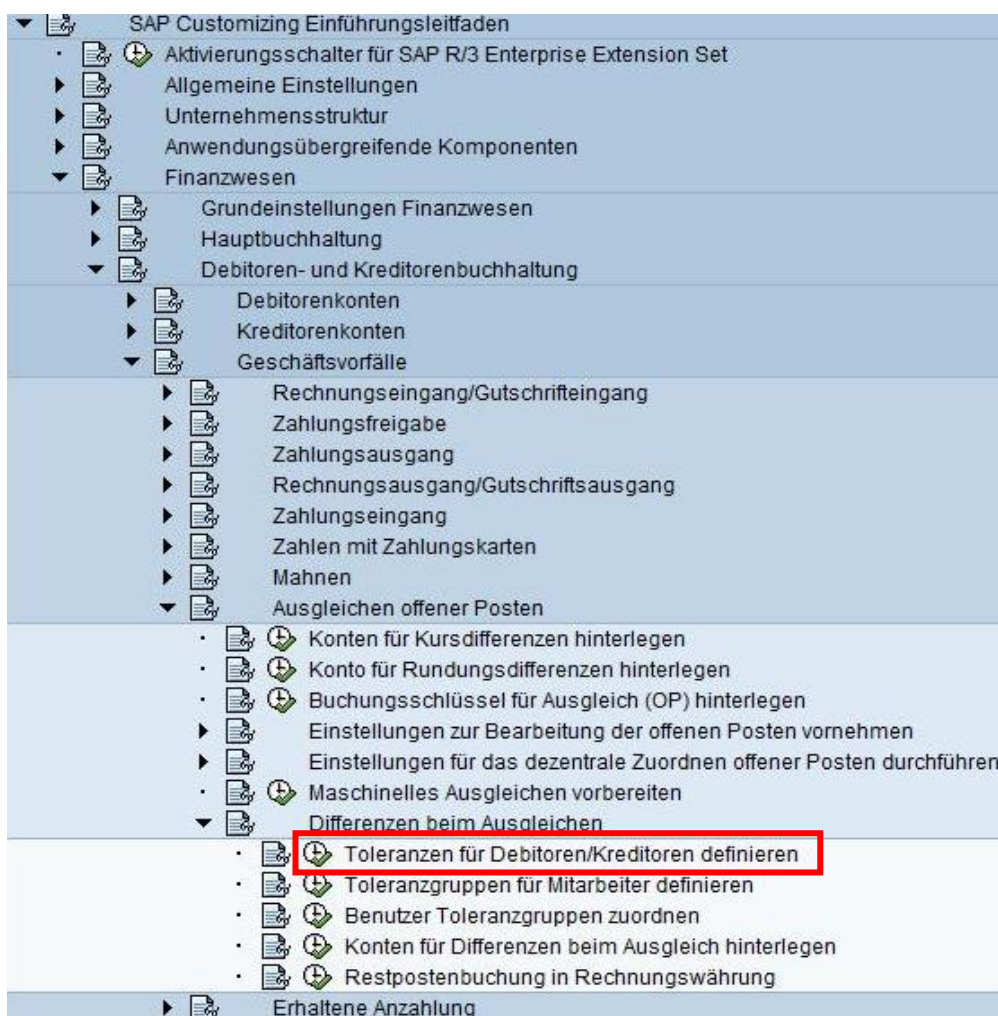 SAP Customizing Einführungsleitfaden
Aktivierungsschalter für SAP R/3 Enterprise Extension Set
Allgemeine Einstellungen
Unternehmensstruktur
Anwendungsübergreifende Komponenten
Finanzwesen
Grundeinstellungen Finanzwesen
Hauptbuchhaltung
Debitoren- und Kreditorenbuchhaltung
Debitorenkonten
Kreditorenkonten
Geschäftsvorfälle
Rechnungseingang/Gutschrifteingang
Zahlungsfreigabe
Zahlungsausgang
Rechnungsausgang/Gutschriftsausgang
Zahlungseingang
Zahlen mit Zahlungskarten
Mahnen
Ausgleichen offener Posten
Konten für Kursdifferenzen hinterlegen
Konto für Rundungsdifferenzen hinterlegen
Buchungsschlüssel für Ausgleich (OP) hinterlegen
Einstellungen zur Bearbeitung der offenen Posten vornehmen
Einstellungen für das dezentrale Zuordnen offener Posten durchführen
Maschinelles Ausgleichen vorbereiten
Differenzen beim Ausgleichen
Toleranzen für Debitoren/Kreditoren definieren
Toleranzgruppen für Mitarbeiter definieren
Benutzer Toleranzgruppen zuordnen
Konten für Differenzen beim Ausgleich hinterlegen
Restpostenbuchung in Rechnungswährung
Erhaltene Anzahlung